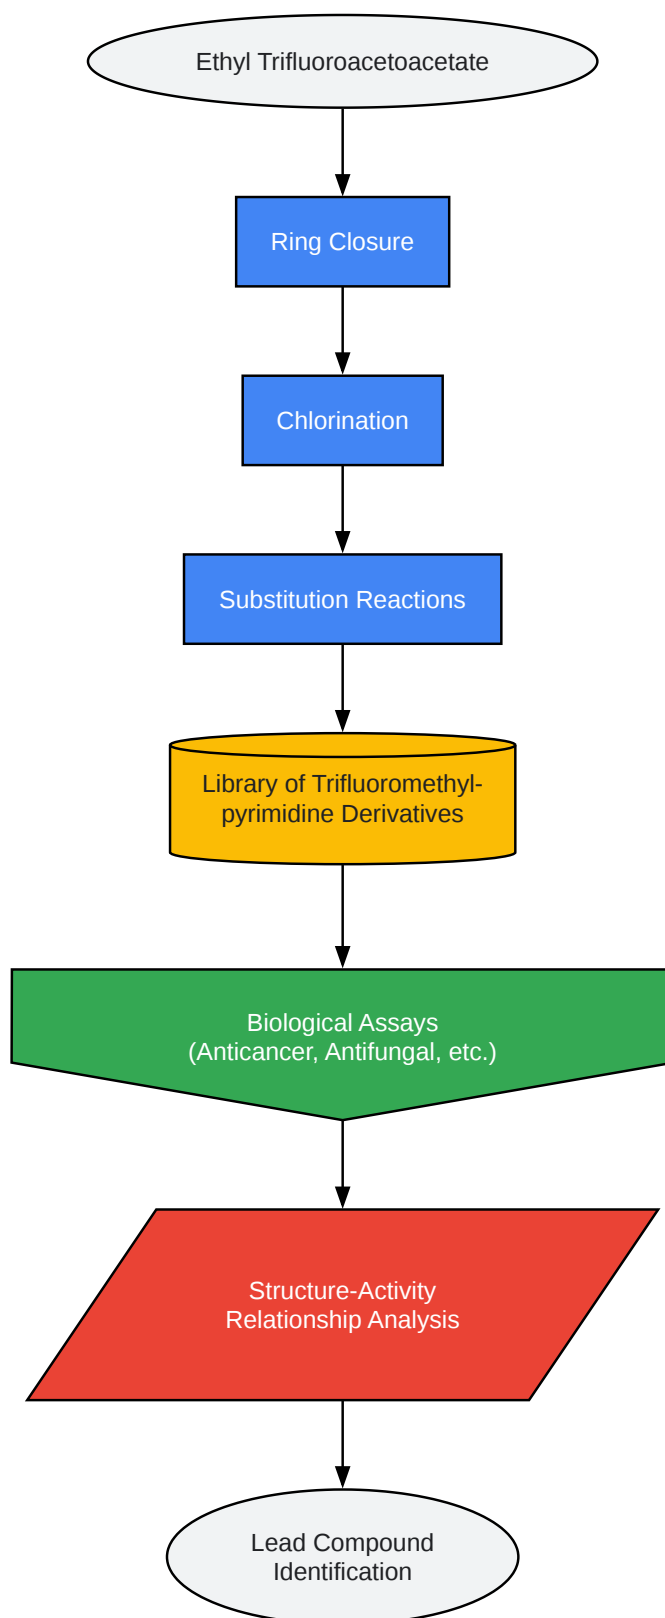 Ethyl Trifluoroacetoacetate
Ring Closure
Chlorination
Substitution Reactions
Library of Trifluoromethyl-
pyrimidine Derivatives
Biological Assays
(Anticancer, Antifungal, etc.)
Structure-Activity
Relationship Analysis
Lead Compound
Identification